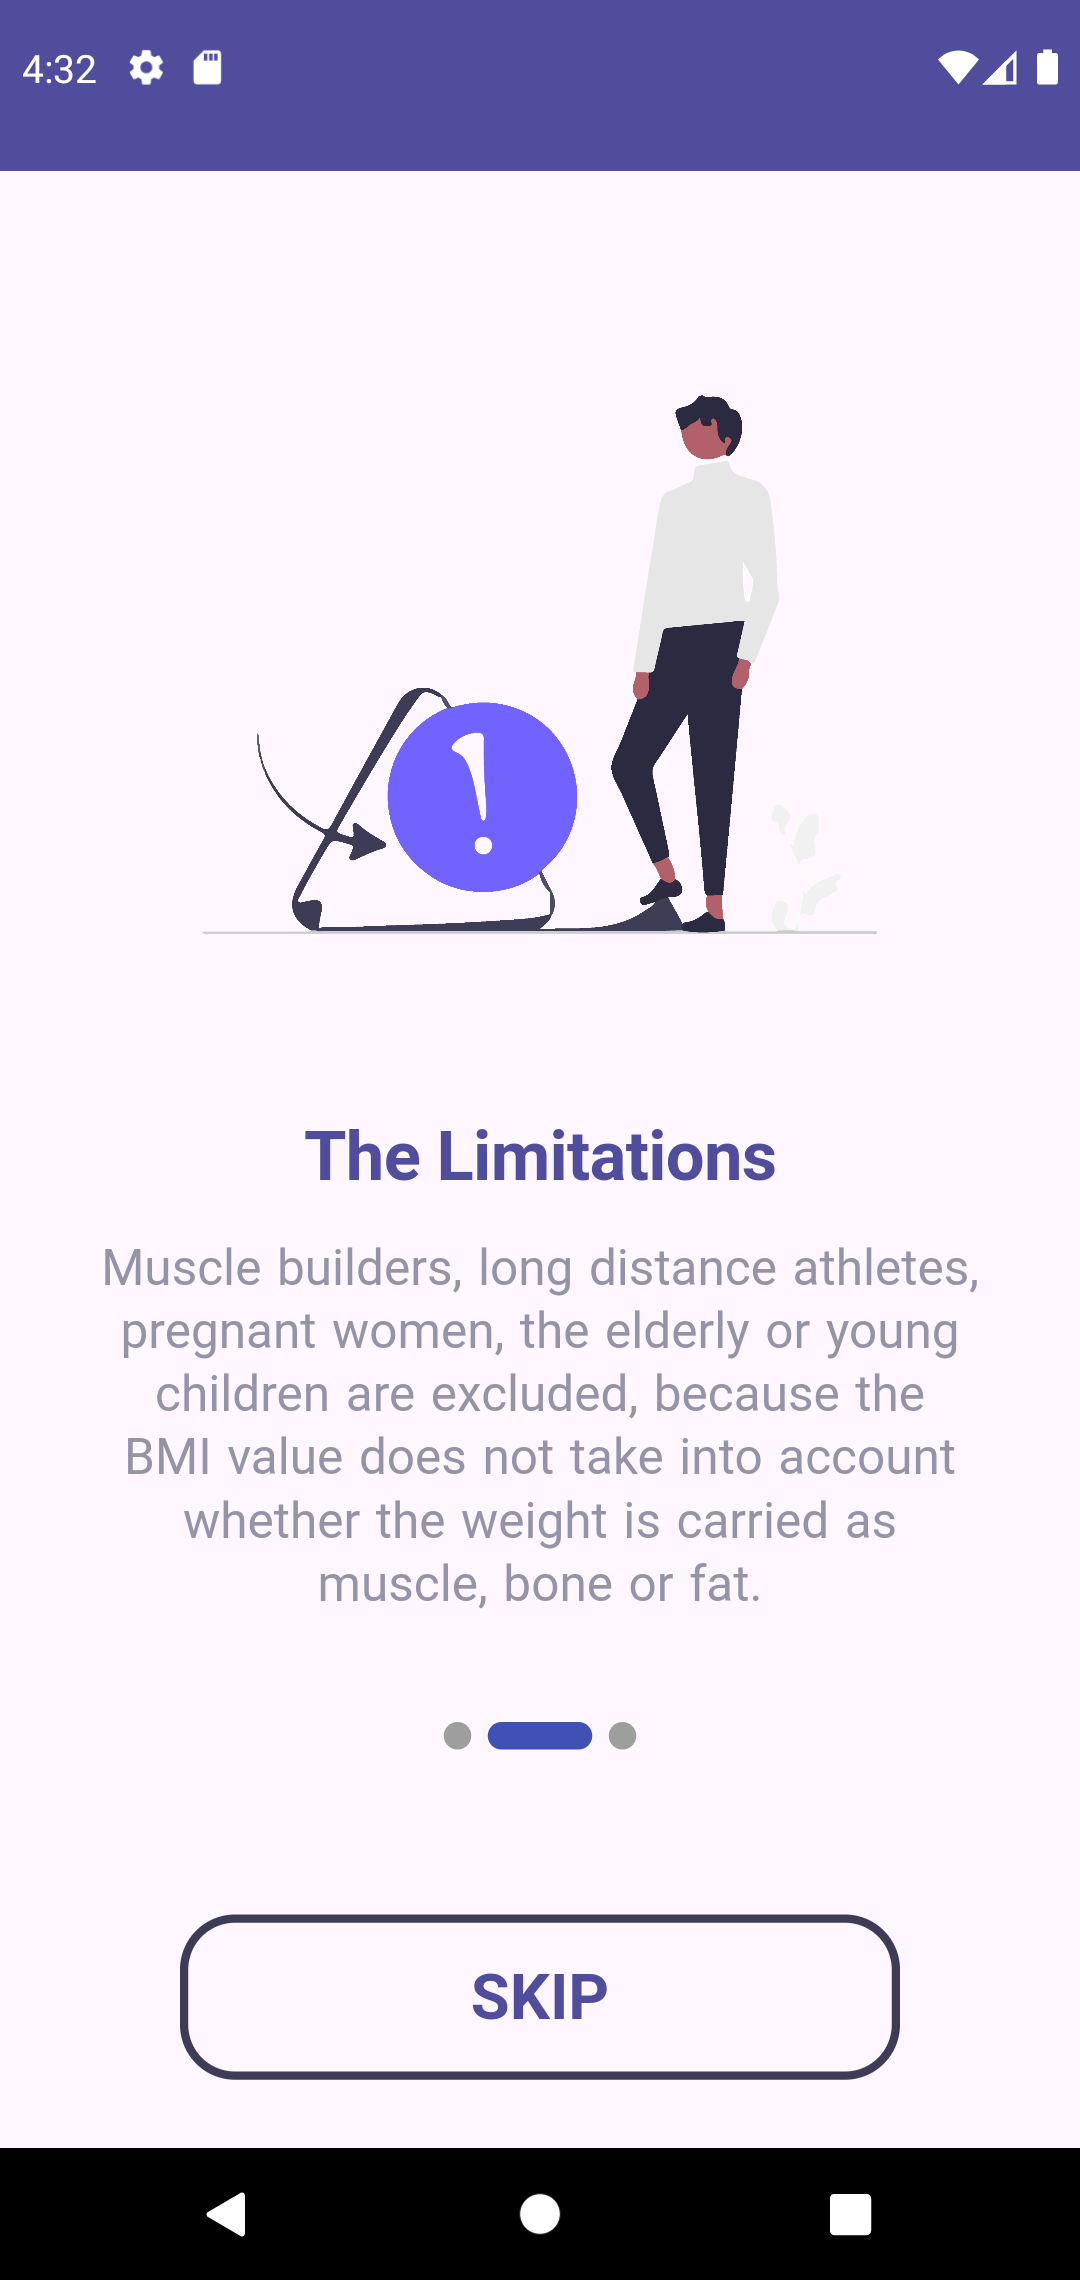 4:32
The Limitations
Muscle builders, long distance athletes,
pregnant women, the elderly or young
children are excluded, because the
BMI value does not take into account
whether the weight is carried as
muscle, bone or fat.
SKIP